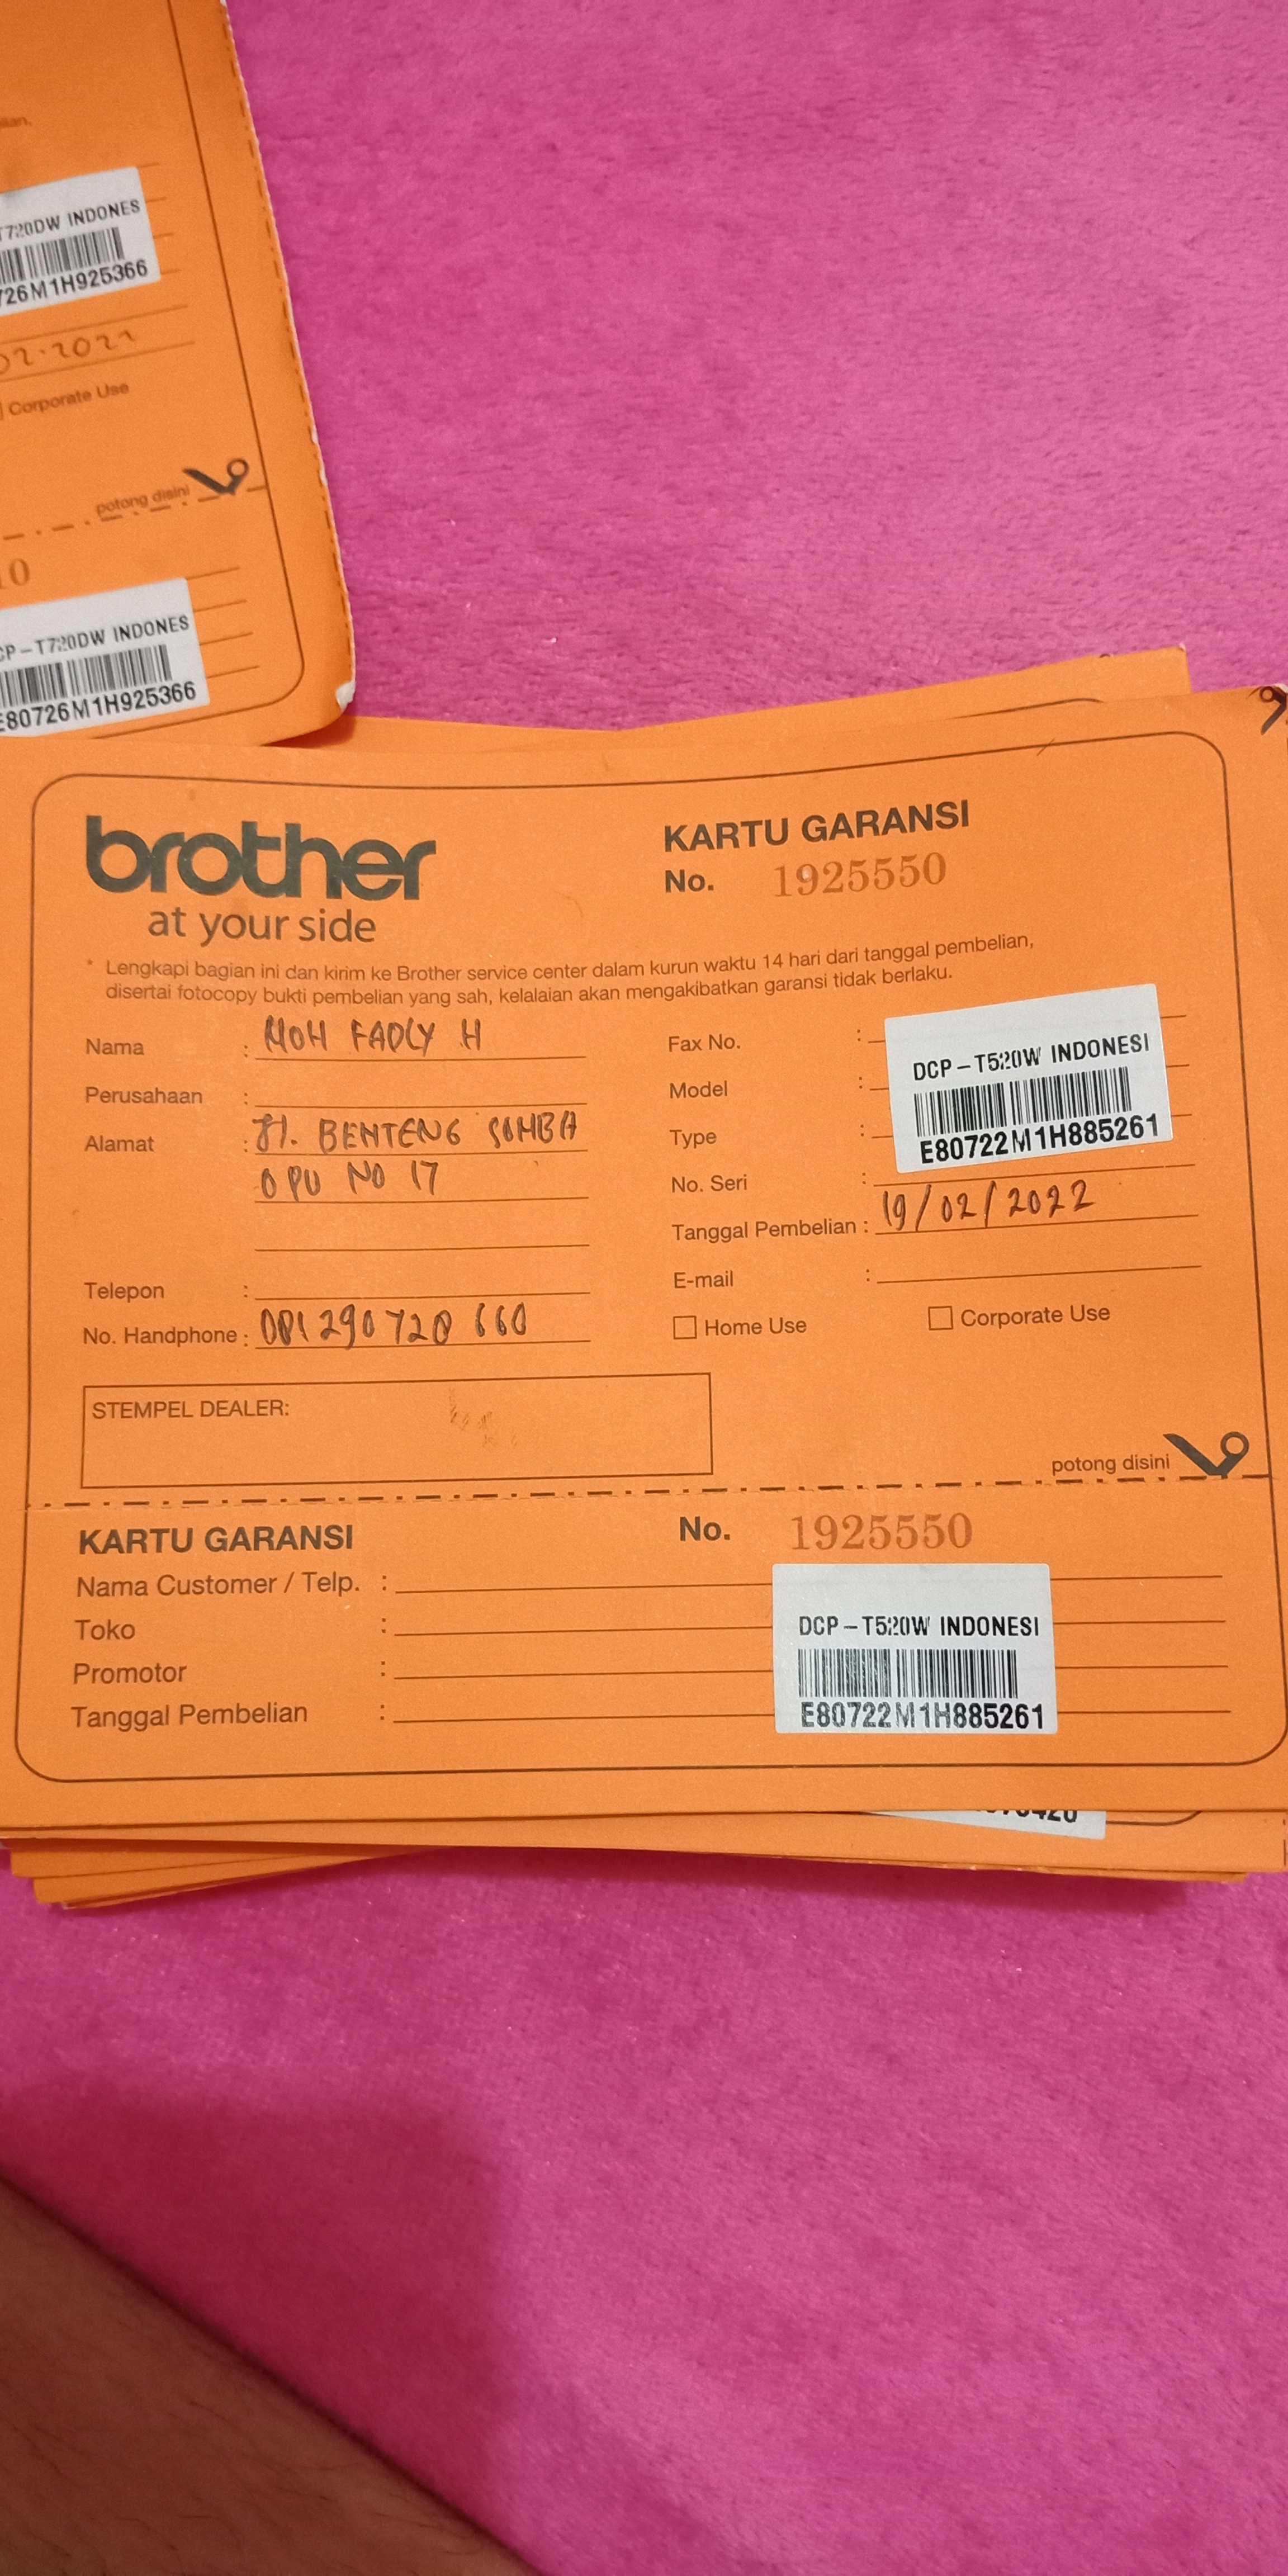 T720DW INDONES
726M1H925366
02·2021
Corporate Use
potong disini
0
CP-T720DW INDONES
E80726M1H925366
brother
at your side
KARTU GARANSI
No. 1925550
* Lengkapi bagian ini dan kirim ke Brother service center dalam kurun waktu 14 hari dari tanggal pembelian,
disertai fotocopy bukti pembelian yang sah, kelalaian akan mengakibatkan garansi tidak berlaku.
Nama : MOH FADLY H
Perusahaan :
Alamat : Jl. BENTENG SOMBA
OPU NO 17
Telepon :
No. Handphone : 081290720660
Fax No. :
Model :
Type :
No. Seri :
DCP-T520W INDONESI
E80722M1H885261
Tanggal Pembelian : 19/02/2022
E-mail :
Home Use
Corporate Use
STEMPEL DEALER:
potong disini
KARTU GARANSI No. 1925550
Nama Customer / Telp. :
Toko :
Promotor :
Tanggal Pembelian :
DCP-T520W INDONESI
E80722M1H885261